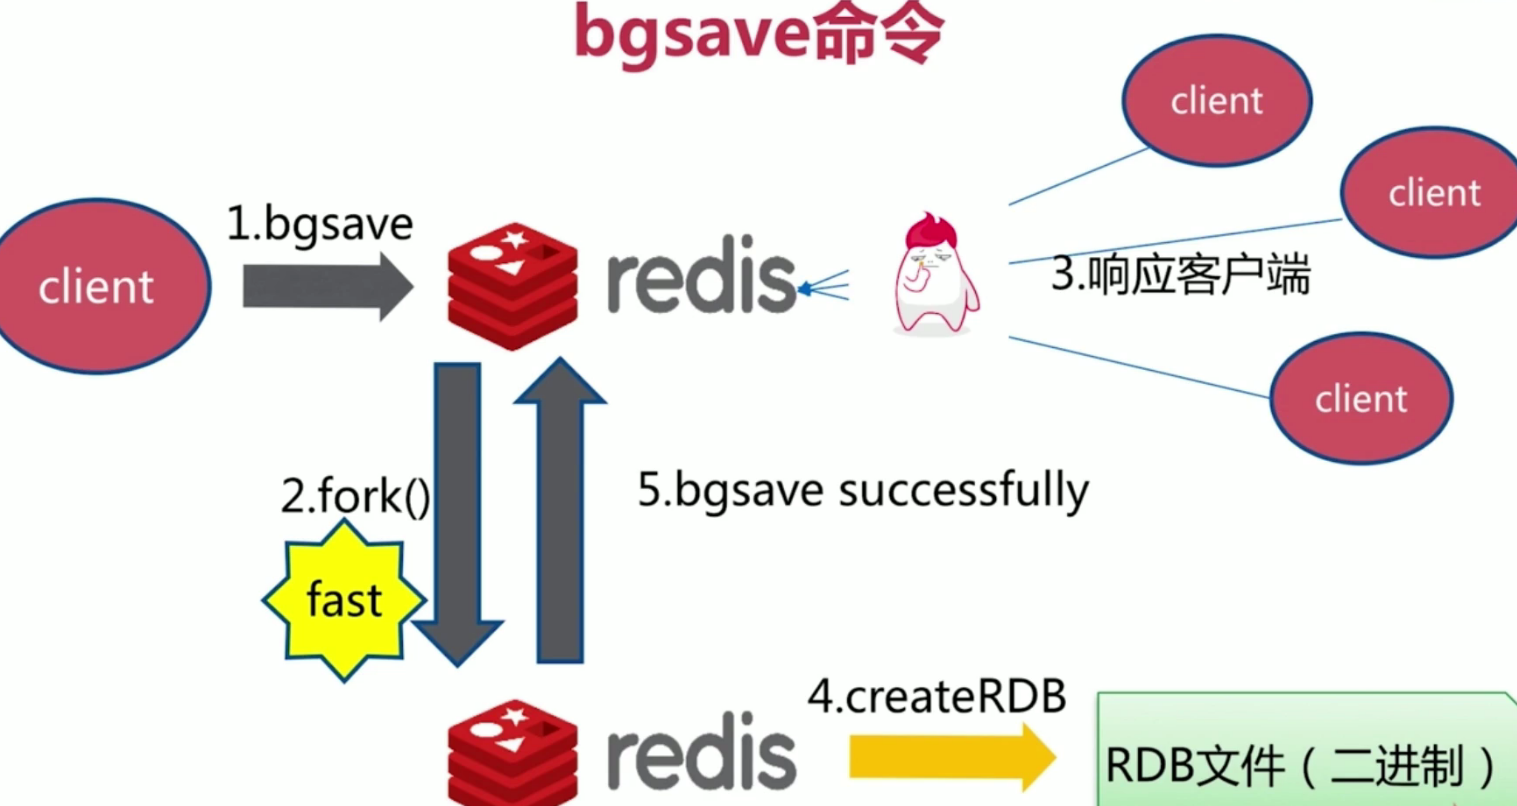 bgsave命令
client
client
1.bgsave
client
redis
3.响应客户端
client
2.fork()
5.bgsave successfully
fast
4.createRDB
redis
RDB文件（二进制）